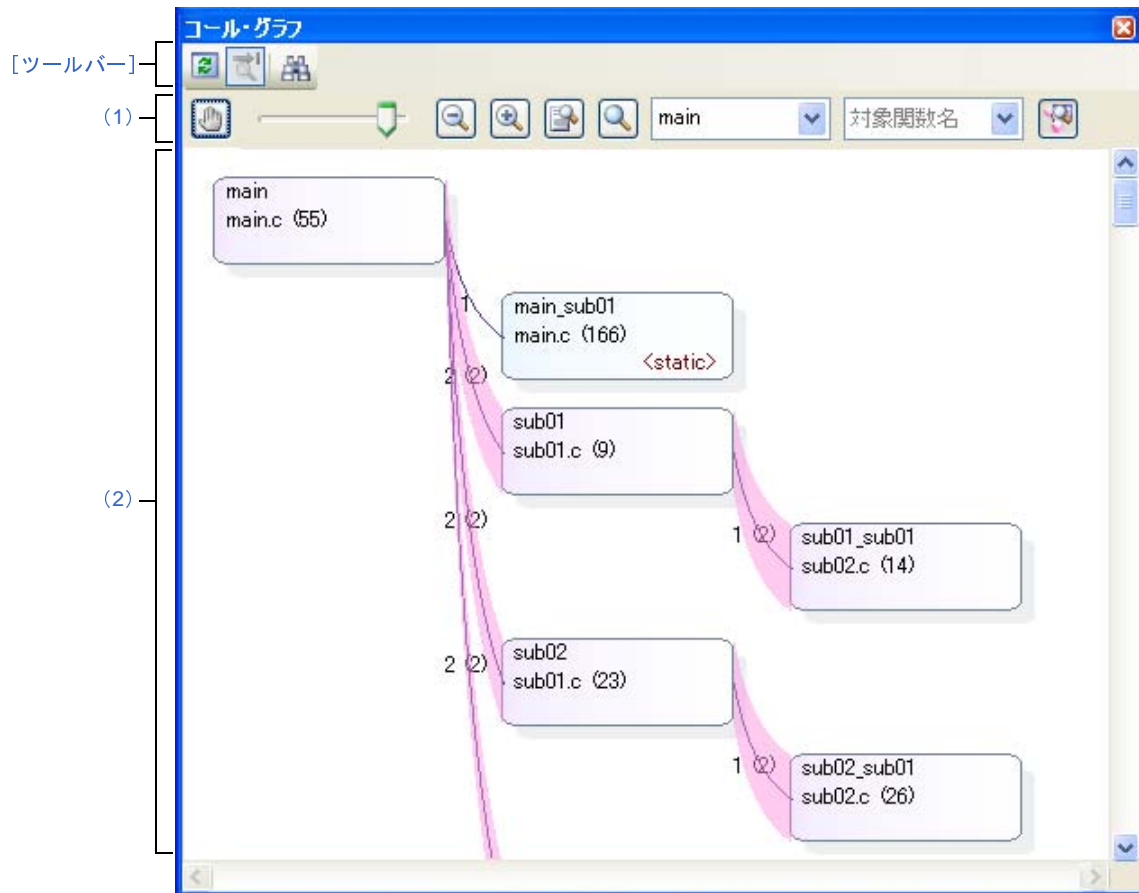 コール・グラフ
[ツールバー]
(1)
main
対象関数名
(2)
main
main.c (55)
1
main_sub01
main.c (166)
<static>
2 (2)
sub01
sub01.c (9)
2 (2)
1 (2)
sub01_sub01
sub02.c (14)
2 (2)
sub02
sub01.c (23)
1 (2)
sub02_sub01
sub02.c (26)